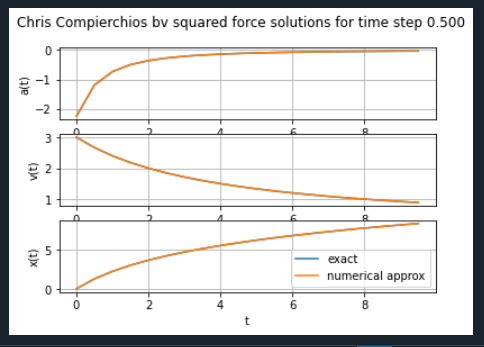 Chris Compierchios bv squared force solutions for time step 0.500
0
−1
−2
a(t)
0 2 4 6 8
3
2
1
v(t)
0 2 4 6 8
5
0
x(t)
exact
numerical approx
0 2 4 6 8
t